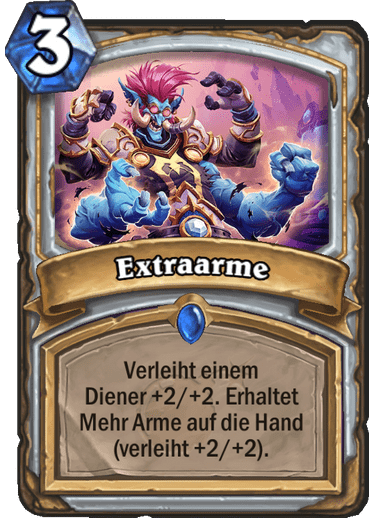 3
Extraarme
Verleiht einem
Diener +2/+2. Erhaltet
Mehr Arme auf die Hand
(verleiht +2/+2).